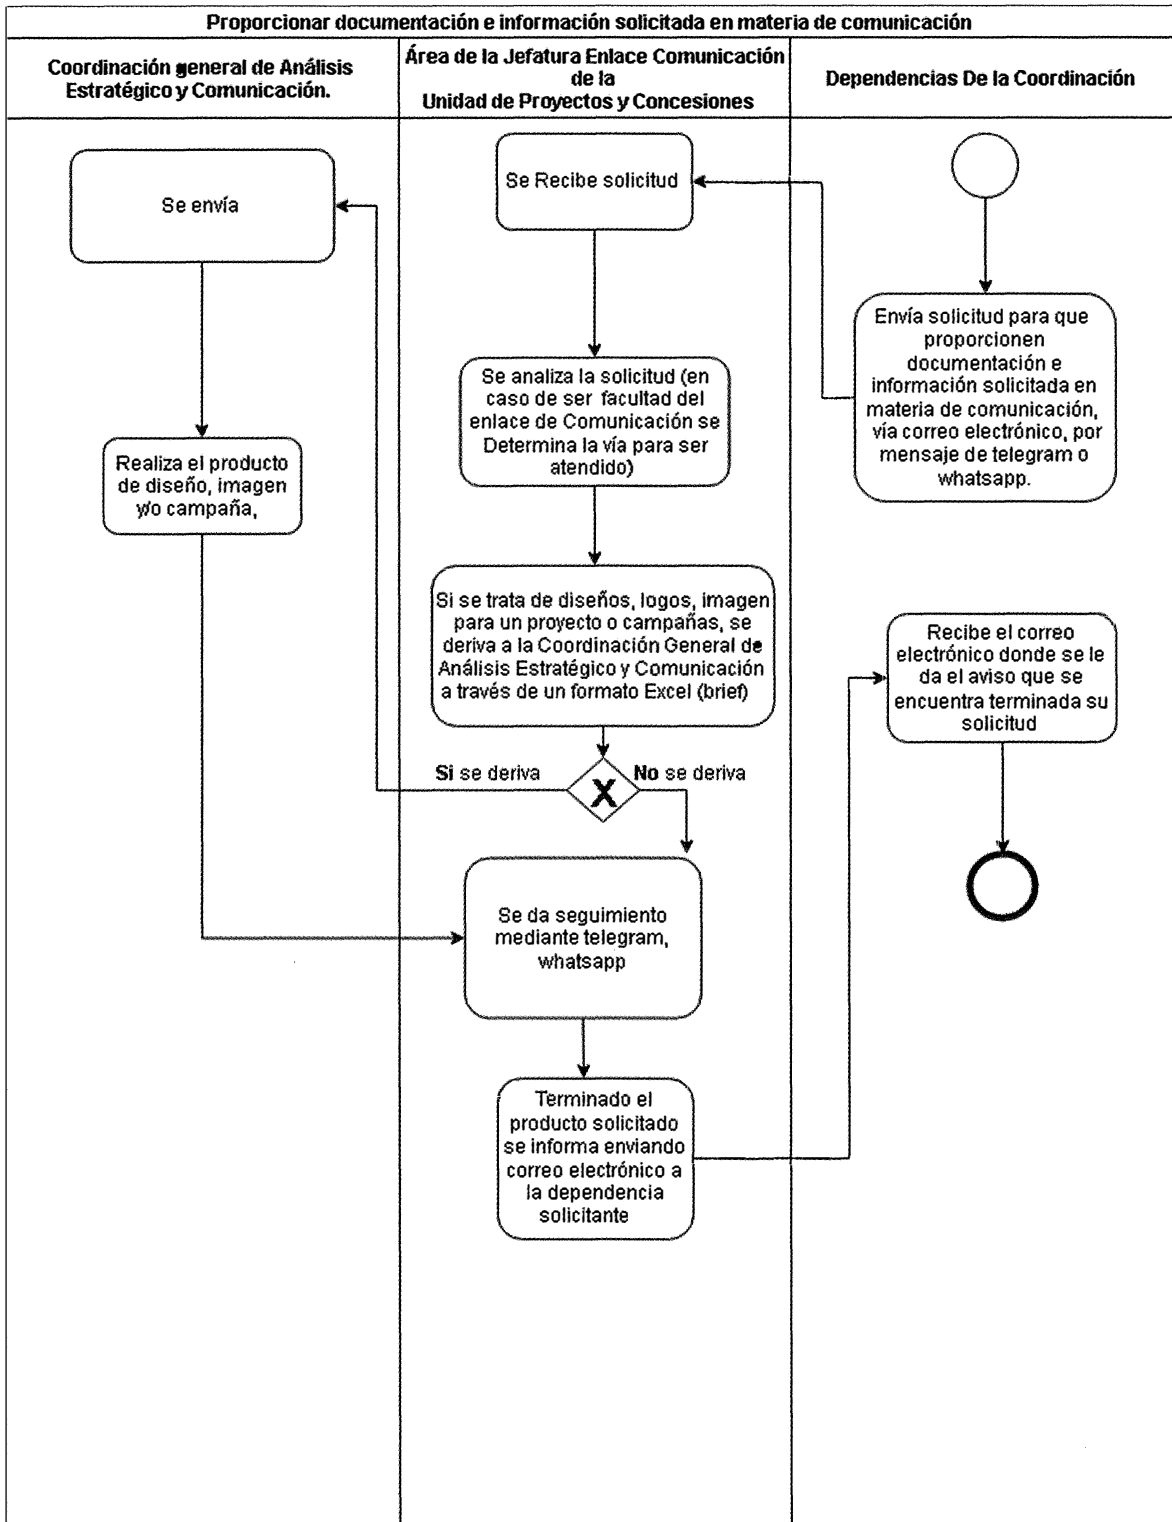 Proporcionar documentación e información solicitada en materia de comunicación
Coordinación general de Análisis
Estratégico y Comunicación.
Área de la Jefatura Enlace Comunicación
de la
Unidad de Proyectos y Concesiones
Dependencias De la Coordinación
Se envía
Se Recibe solicitud
Envía solicitud para que
proporcionen
documentación e
información solicitada en
materia de comunicación,
vía correo electrónico, por
mensaje de telegram o
whatsapp.
Se analiza la solicitud (en
caso de ser facultad del
enlace de Comunicación se
Determina la vía para ser
atendido)
Realiza el producto
de diseño, imagen
y/o campaña,
Si se trata de diseños, logos, imagen
para un proyecto o campañas, se
deriva a la Coordinación General de
Análisis Estratégico y Comunicación
a través de un formato Excel (brief)
Recibe el correo
electrónico donde se le
da el aviso que se
encuentra terminada su
solicitud
Si se deriva
X
No se deriva
Se da seguimiento
mediante telegram,
whatsapp
Terminado el
producto solicitado
se informa enviando
correo electrónico a
la dependencia
solicitante